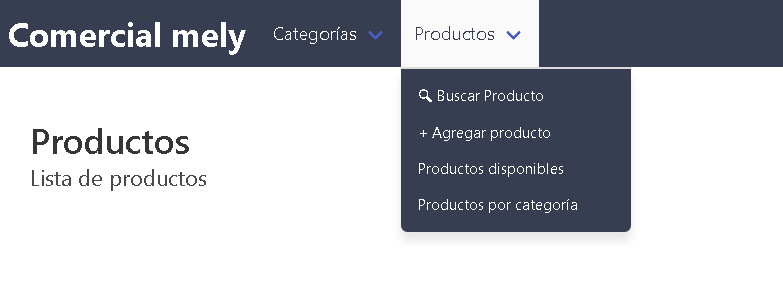 Comercial mely
Categorías
Productos
Buscar Producto
+ Agregar producto
Productos disponibles
Productos por categoría
Productos
Lista de productos